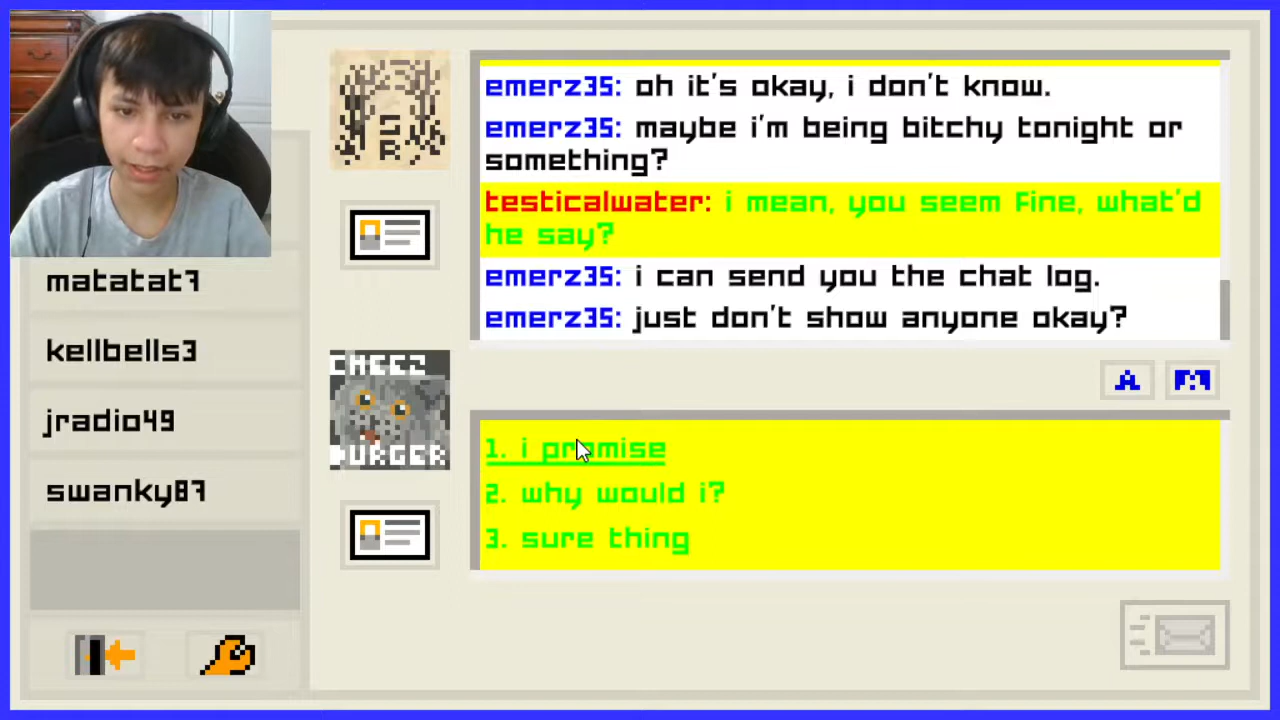 emerz35: oh it's okay, i don't know.
emerz35: maybe i'm being bitchy tonight or
something?
testicalwater: i mean, you seem fine, what'd
he say?
emerz35: i can send you the chat log.
emerz35: just don't show anyone okay?
matatat7
kellbells3
jradio49
swanky87
CHEEZ
BURGER
A
1. i promise
2. why would i?
3. sure thing